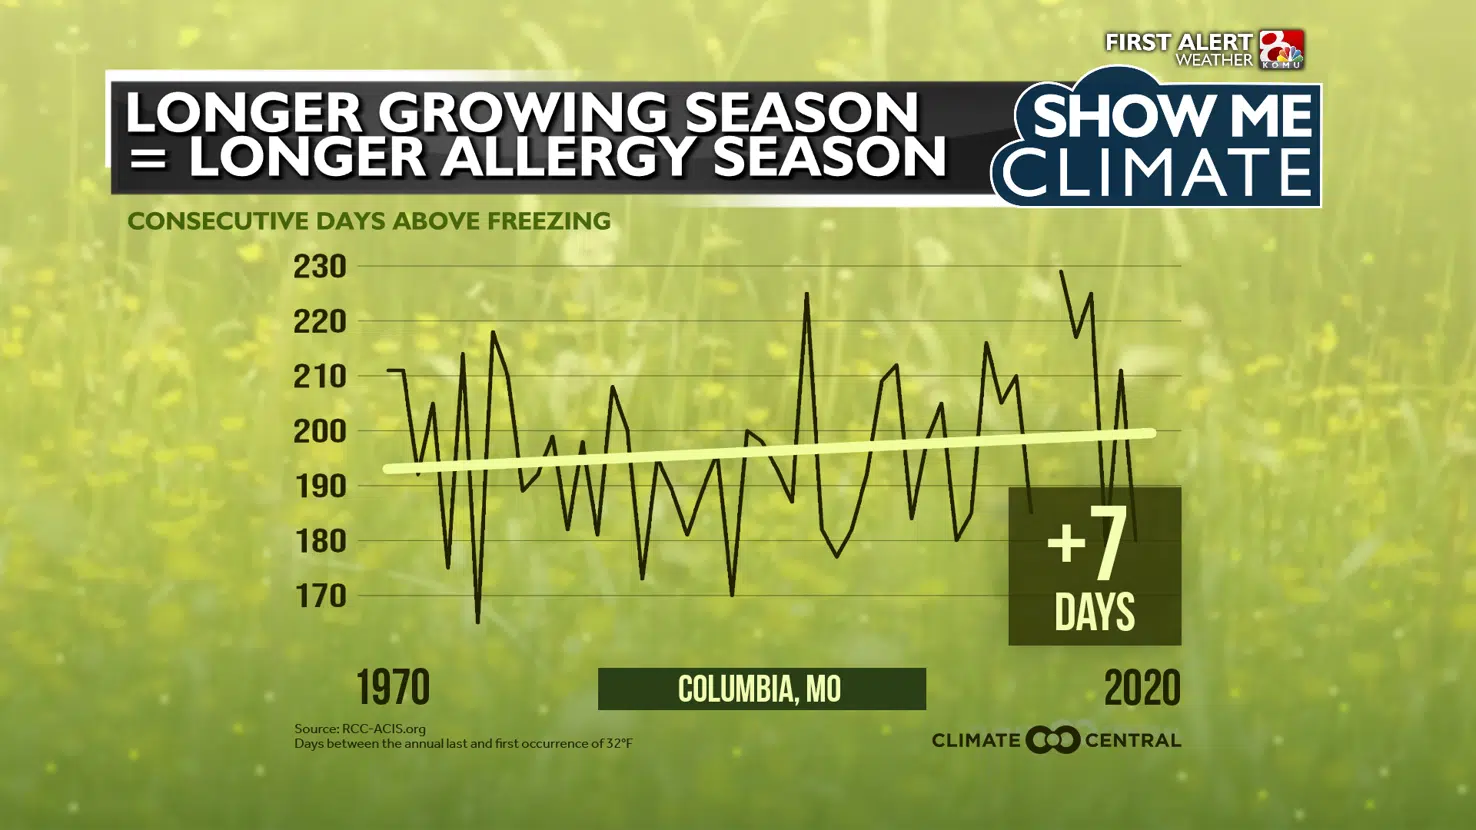 FIRST ALERT
WEATHER
8
KOMU
LONGER GROWING SEASON
= LONGER ALLERGY SEASON
SHOW ME
CLIMATE
CONSECUTIVE DAYS ABOVE FREEZING
230
220
210
200
190
180
170
+7
DAYS
1970
COLUMBIA, MO
2020
Source: RCC-ACIS.org
Days between the annual last and first occurrence of 32°F
CLIMATE CENTRAL